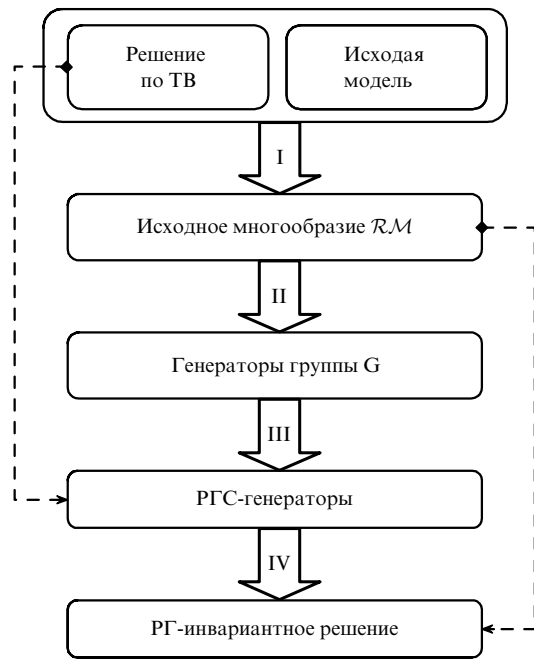 Решение
по ТВ
Исходая
модель
I
Исходное многообразие ℛℳ
II
Генераторы группы G
III
РГС-генераторы
IV
РГ-инвариантное решение